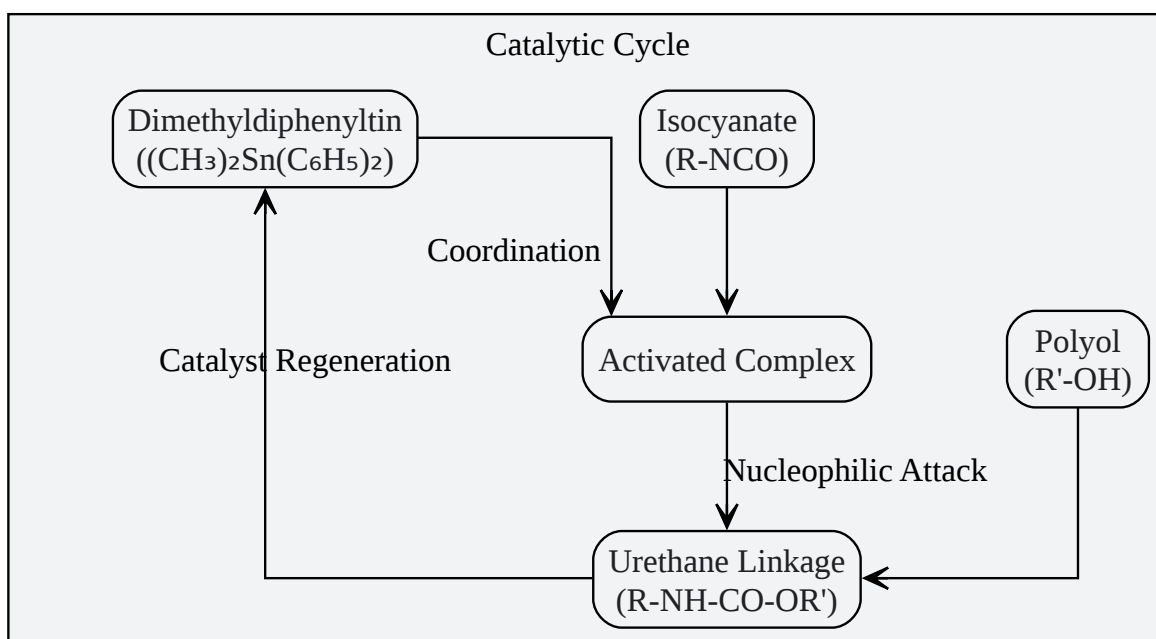 Catalytic Cycle
Dimethyldiphenyltin
((CH₃)₂Sn(C₆H₅)₂)
Isocyanate
(R-NCO)
Coordination
Catalyst Regeneration
Activated Complex
Polyol
(R'-OH)
Nucleophilic Attack
Urethane Linkage
(R-NH-CO-OR')